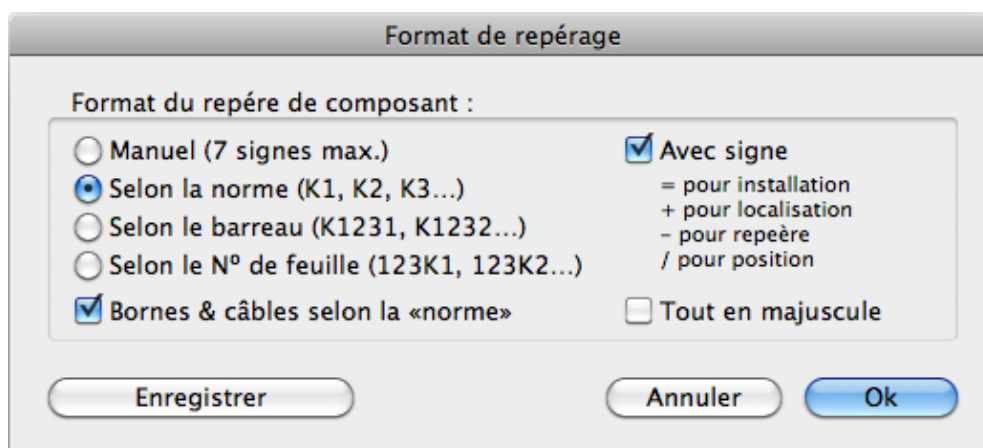 Format de repérage
Format du repére de composant :
Manuel (7 signes max.)
Selon la norme (K1, K2, K3...)
Selon le barreau (K1231, K1232...)
Selon le Nº de feuille (123K1, 123K2...)
Bornes & câbles selon la «norme»
Avec signe
= pour installation
+ pour localisation
– pour repeère
/ pour position
Tout en majuscule
Enregistrer
Annuler
Ok